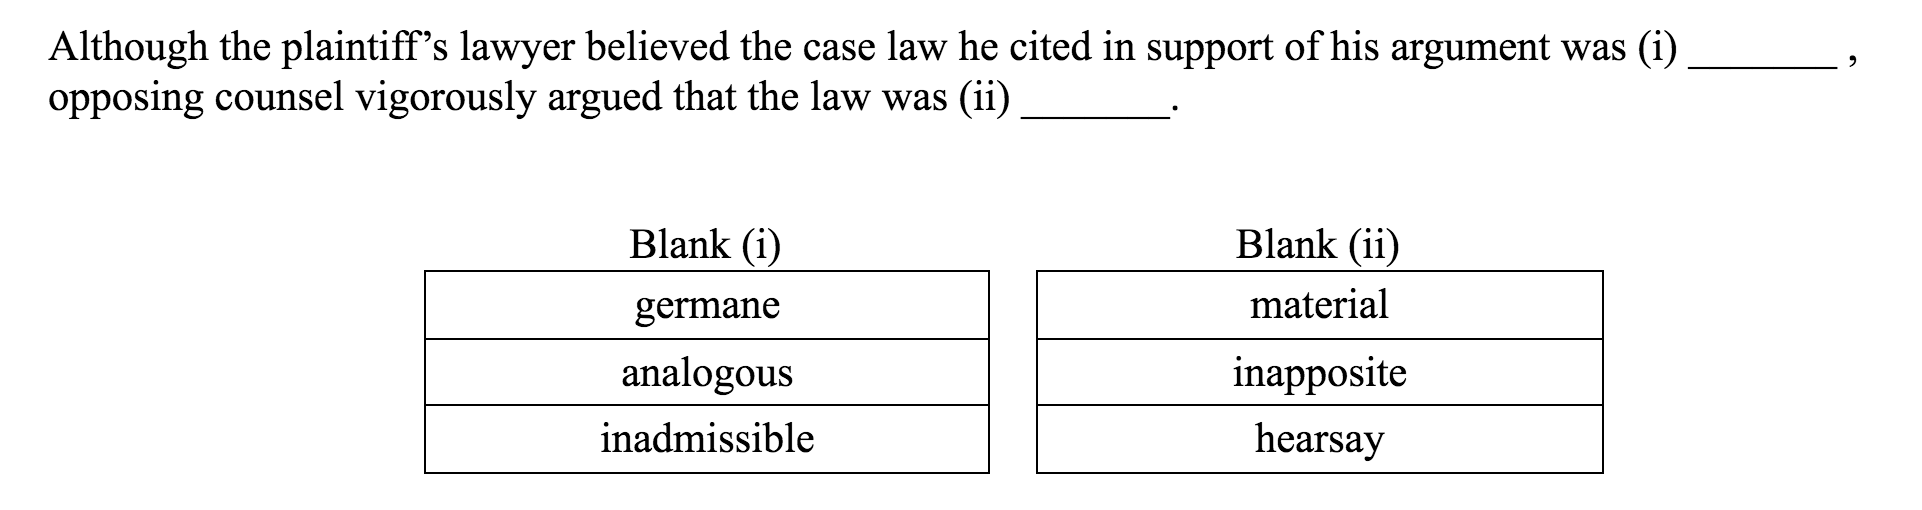 Although the plaintiff’s lawyer believed the case law he cited in support of his argument was (i) _______ ,
opposing counsel vigorously argued that the law was (ii) _______.
Blank (i) Blank (ii)
germane material
analogous inapposite
inadmissible hearsay